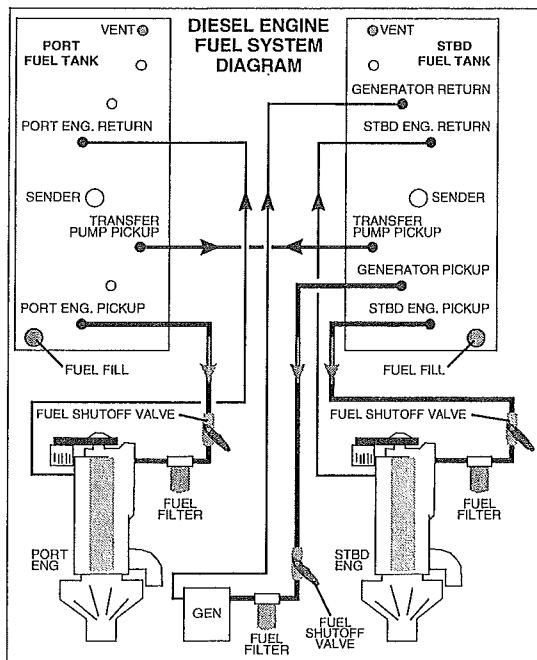 DIESEL ENGINE
FUEL SYSTEM
DIAGRAM
VENT
PORT
FUEL TANK
PORT ENG. RETURN
SENDER
TRANSFER
PUMP PICKUP
PORT ENG. PICKUP
FUEL FILL
VENT
STBD
FUEL TANK
GENERATOR RETURN
STBD ENG. RETURN
SENDER
TRANSFER
PUMP PICKUP
GENERATOR PICKUP
STBD ENG. PICKUP
FUEL FILL
FUEL SHUTOFF VALVE
FUEL
FILTER
PORT
ENG
FUEL SHUTOFF VALVE
FUEL
FILTER
STBD
ENG
GEN
FUEL
FILTER
FUEL
SHUTOFF
VALVE